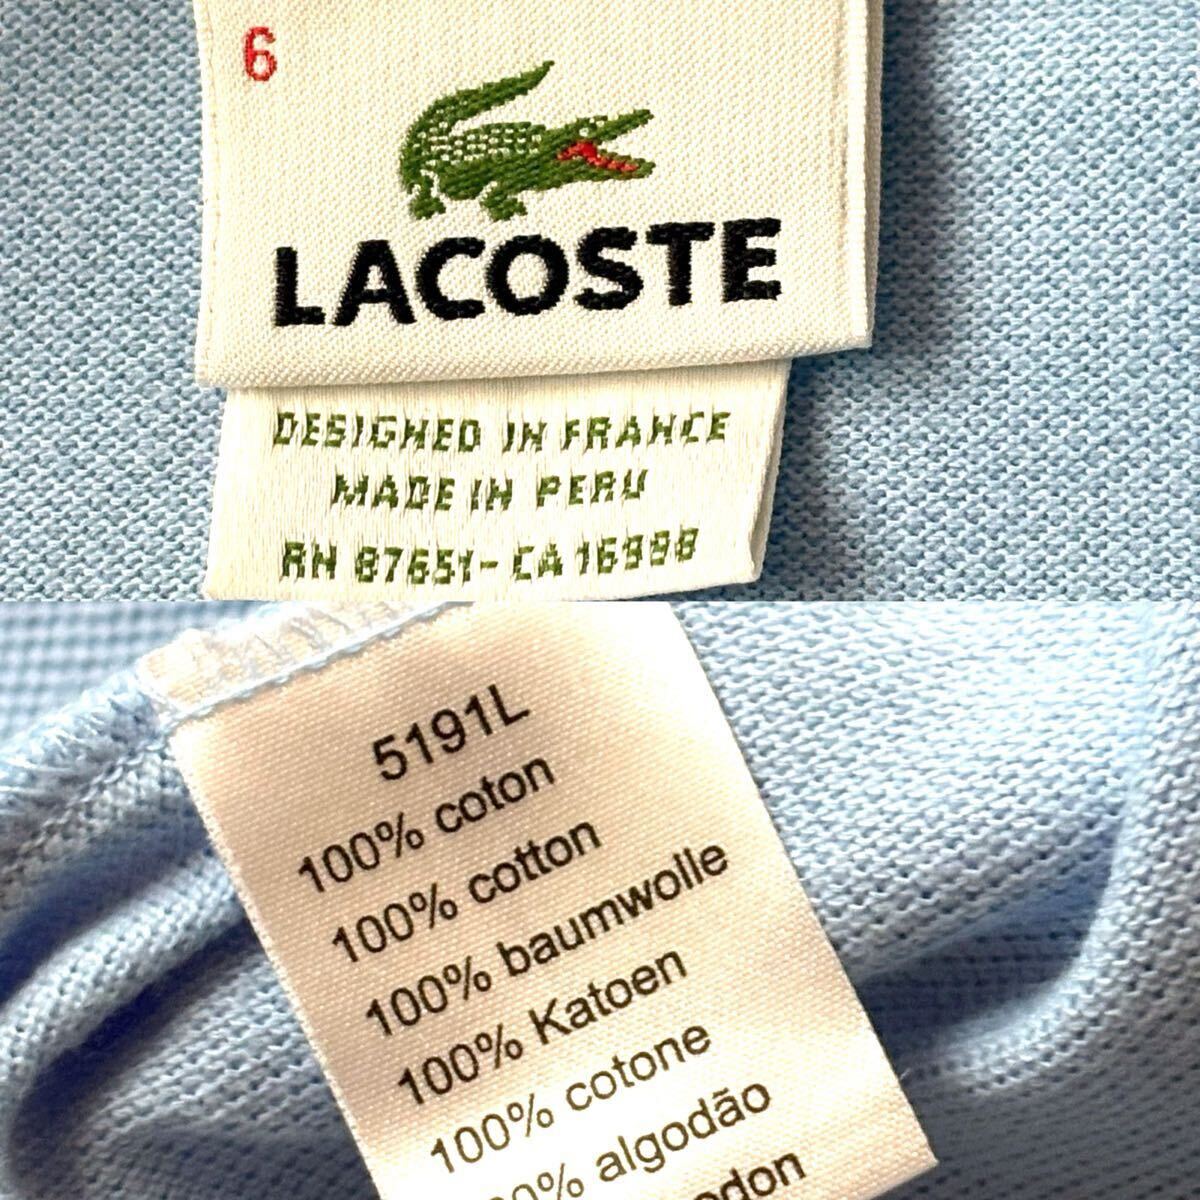 6
LACOSTE
DESIGNED IN FRANCE
MADE IN PERU
RN 87651-CA 16998
5191L
100% coton
100% cotton
100% baumwolle
100% Katoen
100% cotone
00% algodão